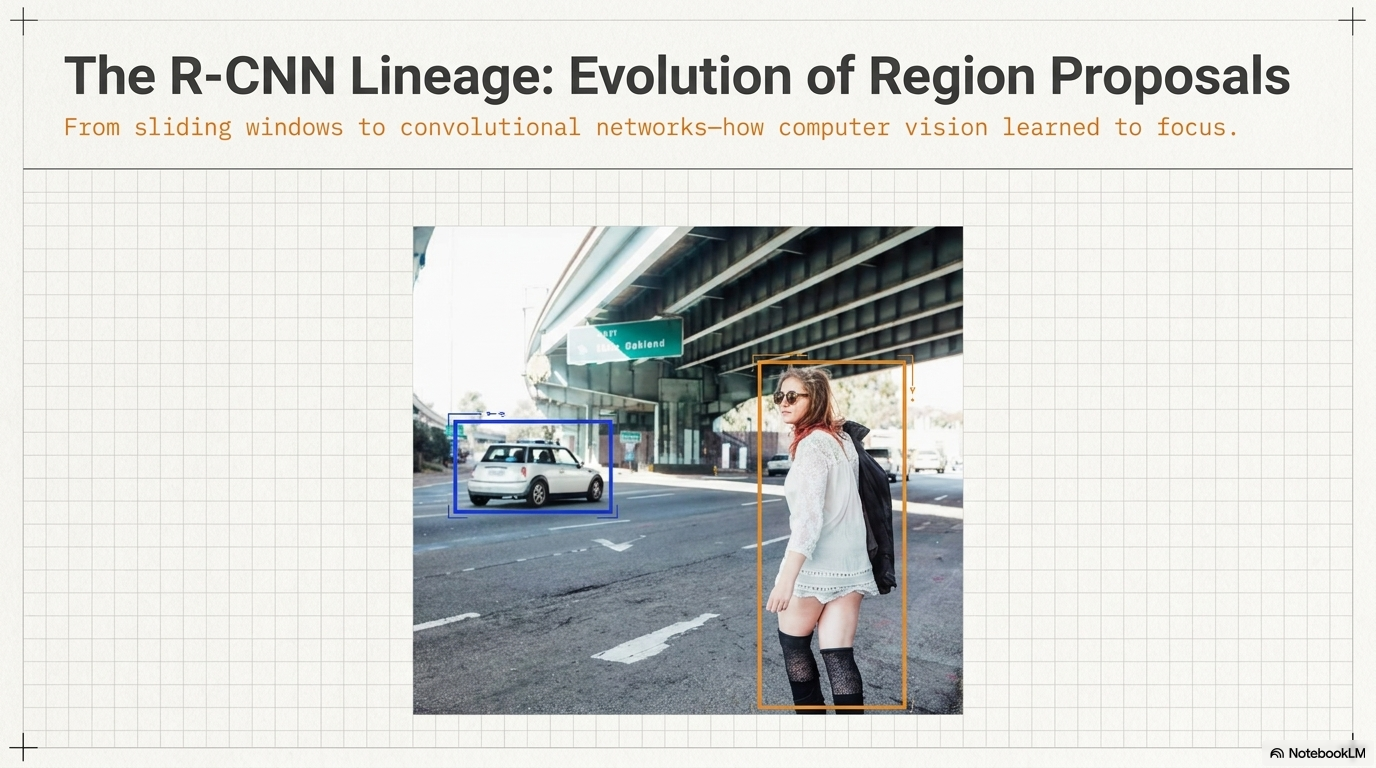 The R-CNN Lineage: Evolution of Region Proposals
From sliding windows to convolutional networks—how computer vision learned to focus.
Oakland
NotebookLM